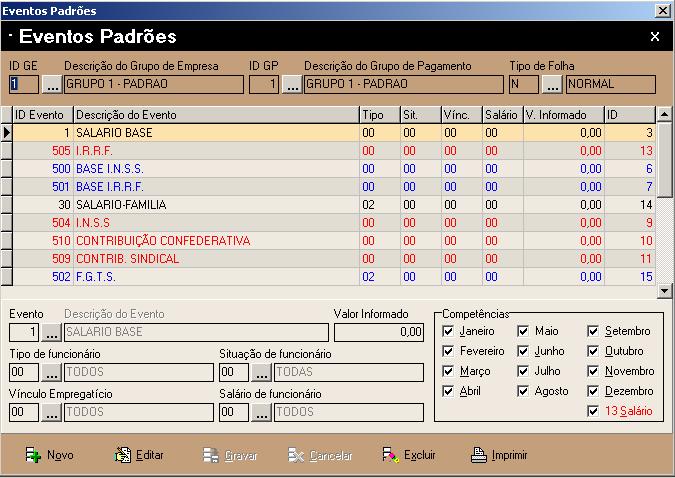 Eventos Padrões
· Eventos Padrões x
ID GE Descrição do Grupo de Empresa ID GP Descrição do Grupo de Pagamento Tipo de Folha
1 ... GRUPO 1 - PADRAO 1 ... GRUPO 1 - PADRAO N ... NORMAL
ID Evento Descrição do Evento Tipo Sit. Vínc. Salário V. Informado ID
1 SALARIO BASE 00 00 00 00 0,00 3
505 I.R.R.F. 00 00 00 00 0,00 13
500 BASE I.N.S.S. 00 00 00 00 0,00 6
501 BASE I.R.R.F. 00 00 00 00 0,00 7
30 SALARIO-FAMILIA 02 00 00 00 0,00 14
504 I.N.S.S 00 00 00 00 0,00 9
510 CONTRIBUIÇÃO CONFEDERATIVA 00 00 00 00 0,00 10
509 CONTRIB. SINDICAL 00 00 00 00 0,00 11
502 F.G.T.S. 02 00 00 00 0,00 15
Evento Descrição do Evento Valor Informado
1 ... SALARIO BASE 0,00
Tipo de funcionário Situação de funcionário
00 ... TODOS 00 ... TODAS
Vínculo Empregatício Salário de funcionário
00 ... TODOS 00 ... TODOS
Competências
Janeiro Maio Setembro
Fevereiro Junho Outubro
Março Julho Novembro
Abril Agosto Dezembro
13 Salário
Novo Editar Gravar Cancelar Excluir Imprimir